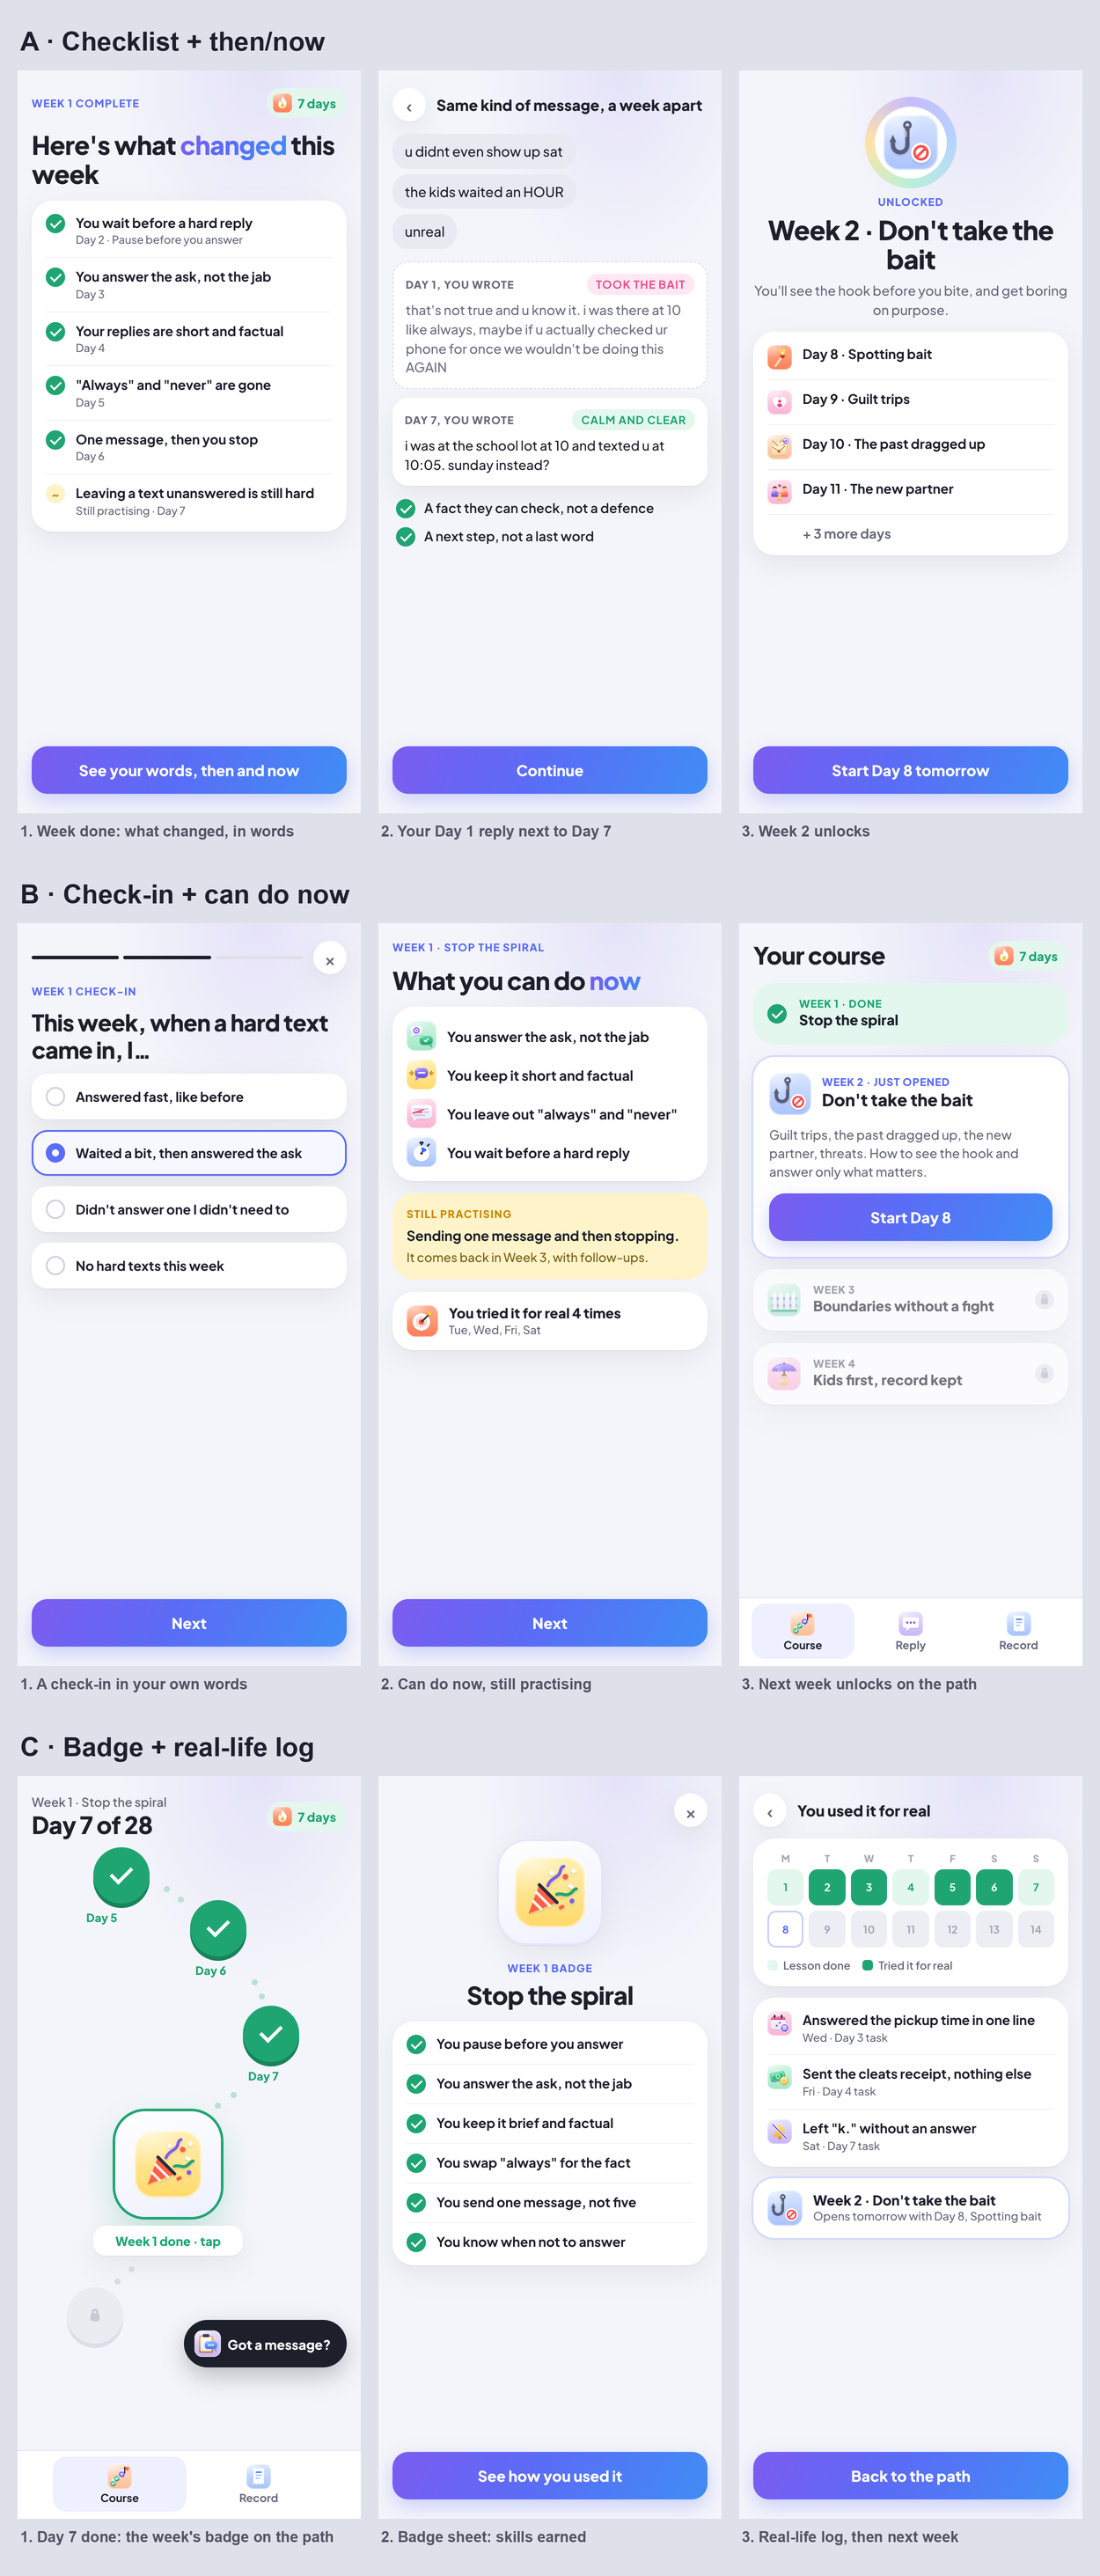 A · Checklist + then/now
WEEK 1 COMPLETE
7 days
Here's what changed this
week
You wait before a hard reply
Day 2 · Pause before you answer
You answer the ask, not the jab
Day 3
Your replies are short and factual
Day 4
"Always" and "never" are gone
Day 5
One message, then you stop
Day 6
~
Leaving a text unanswered is still hard
Still practising · Day 7
See your words, then and now
1. Week done: what changed, in words
‹
Same kind of message, a week apart
u didnt even show up sat
the kids waited an HOUR
unreal
DAY 1, YOU WROTE
TOOK THE BAIT
that's not true and u know it. i was there at 10
like always, maybe if u actually checked ur
phone for once we wouldn't be doing this
AGAIN
DAY 7, YOU WROTE
CALM AND CLEAR
i was at the school lot at 10 and texted u at
10:05. sunday instead?
A fact they can check, not a defence
A next step, not a last word
Continue
2. Your Day 1 reply next to Day 7
UNLOCKED
Week 2 · Don't take the
bait
You'll see the hook before you bite, and get boring
on purpose.
Day 8 · Spotting bait
Day 9 · Guilt trips
Day 10 · The past dragged up
Day 11 · The new partner
+ 3 more days
Start Day 8 tomorrow
3. Week 2 unlocks
B · Check-in + can do now
×
WEEK 1 CHECK-IN
This week, when a hard text
came in, I...
Answered fast, like before
Waited a bit, then answered the ask
Didn't answer one I didn't need to
No hard texts this week
Next
1. A check-in in your own words
WEEK 1 · STOP THE SPIRAL
What you can do now
You answer the ask, not the jab
You keep it short and factual
You leave out "always" and "never"
You wait before a hard reply
STILL PRACTISING
Sending one message and then stopping.
It comes back in Week 3, with follow-ups.
You tried it for real 4 times
Tue, Wed, Fri, Sat
Next
2. Can do now, still practising
Your course
7 days
WEEK 1 · DONE
Stop the spiral
WEEK 2 · JUST OPENED
Don't take the bait
Guilt trips, the past dragged up, the new
partner, threats. How to see the hook and
answer only what matters.
Start Day 8
WEEK 3
Boundaries without a fight
WEEK 4
Kids first, record kept
Course
Reply
Record
3. Next week unlocks on the path
C · Badge + real-life log
Week 1 · Stop the spiral
Day 7 of 28
7 days
Day 5
Day 6
Day 7
Week 1 done · tap
Got a message?
Course
Record
1. Day 7 done: the week's badge on the path
×
WEEK 1 BADGE
Stop the spiral
You pause before you answer
You answer the ask, not the jab
You keep it brief and factual
You swap "always" for the fact
You send one message, not five
You know when not to answer
See how you used it
2. Badge sheet: skills earned
‹
You used it for real
M T W T F S S
1 2 3 4 5 6 7
8 9 10 11 12 13 14
Lesson done
Tried it for real
Answered the pickup time in one line
Wed · Day 3 task
Sent the cleats receipt, nothing else
Fri · Day 4 task
Left "k." without an answer
Sat · Day 7 task
Week 2 · Don't take the bait
Opens tomorrow with Day 8, Spotting bait
Back to the path
3. Real-life log, then next week